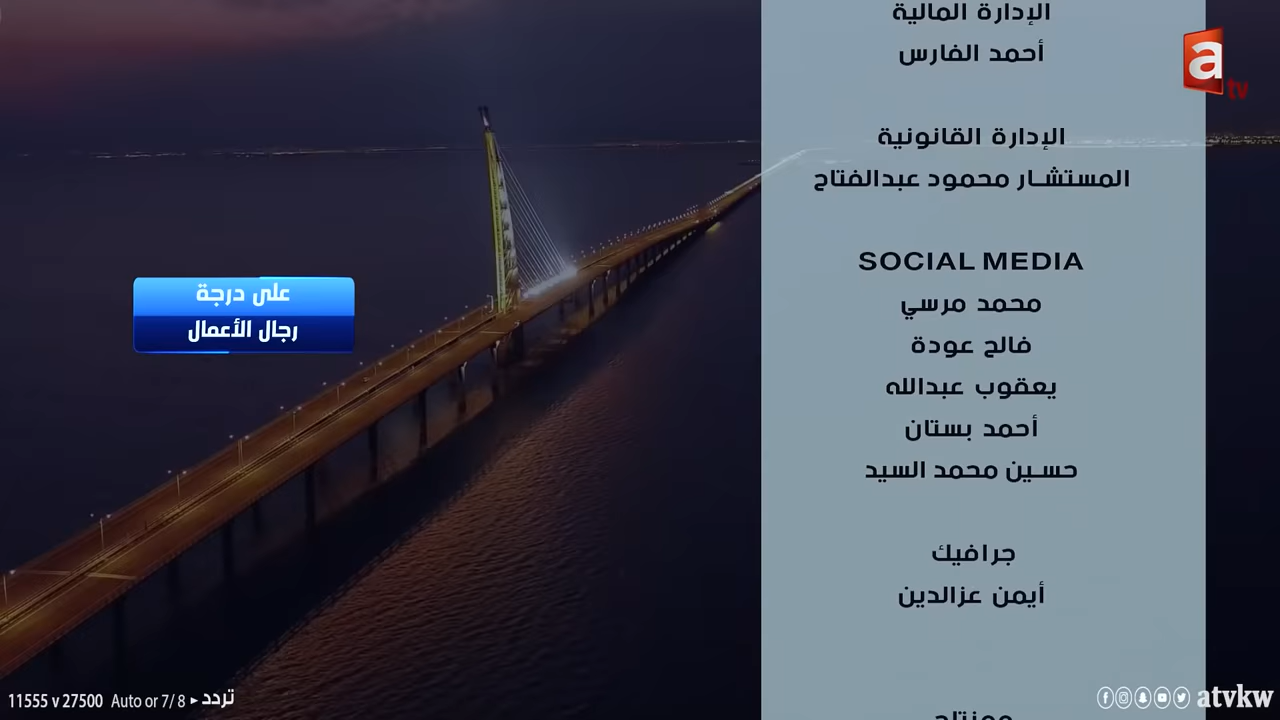 الإدارة المالية
أحمد الفارس
الإدارة القانونية
المستشار محمود عبدالفتاح
SOCIAL MEDIA
محمد مرسي
فالح عودة
يعقوب عبدالله
أحمد بستان
حسين محمد السيد
جرافيك
أيمن عزالدين
a tv
على درجة
رجال الأعمال
11555 v 27500 Auto or 7/8 ▸ تردد
atvkw